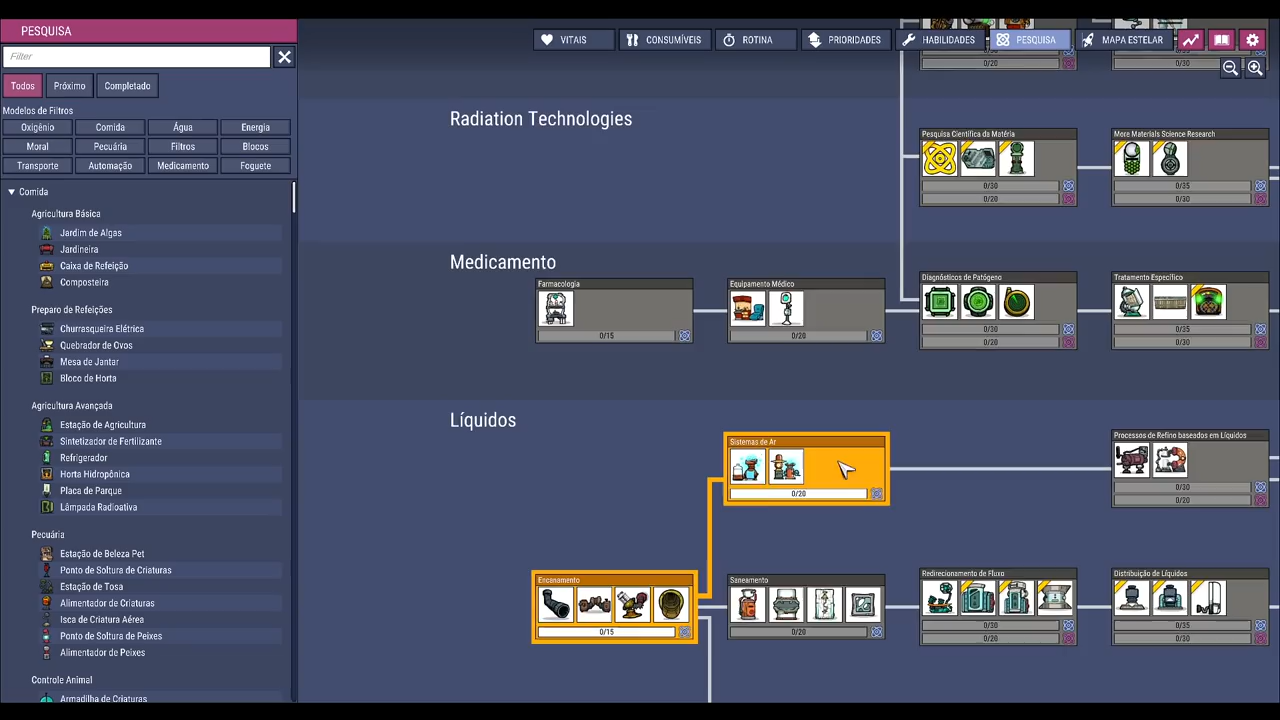 PESQUISA
Filter
Todos
Próximo
Completado
Modelos de Filtros
Oxigênio
Comida
Água
Energia
Moral
Pecuária
Filtros
Blocos
Transporte
Automação
Medicamento
Foguete
Comida
Agricultura Básica
Jardim de Algas
Jardineira
Caixa de Refeição
Composteira
Preparo de Refeições
Churrasqueira Elétrica
Quebrador de Ovos
Mesa de Jantar
Bloco de Horta
Agricultura Avançada
Estação de Agricultura
Sintetizador de Fertilizante
Refrigerador
Horta Hidropônica
Placa de Parque
Lâmpada Radioativa
Pecuária
Estação de Beleza Pet
Ponto de Soltura de Criaturas
Estação de Tosa
Alimentador de Criaturas
Isca de Criatura Aérea
Ponto de Soltura de Peixes
Alimentador de Peixes
Controle Animal
Armadilha de Criaturas
VITAIS
CONSUMÍVEIS
ROTINA
PRIORIDADES
HABILIDADES
PESQUISA
MAPA ESTELAR
0/20
0/30
Radiation Technologies
Pesquisa Científica da Matéria
0/30
0/20
More Materials Science Research
0/35
0/30
Medicamento
Farmacologia
0/15
Equipamento Médico
0/20
Diagnósticos de Patógeno
0/30
0/20
Tratamento Específico
0/35
0/30
Líquidos
Sistemas de Ar
0/20
Processos de Refino baseados em Líquidos
0/30
0/20
Encanamento
0/15
Saneamento
0/20
Redirecionamento de Fluxo
0/30
0/20
Distribuição de Líquidos
0/35
0/30